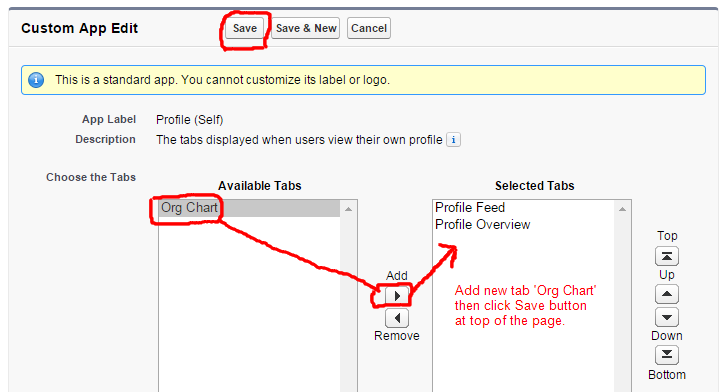 Custom App Edit
Save
Save & New
Cancel
i
This is a standard app. You cannot customize its label or logo.
App Label
Profile (Self)
Description
The tabs displayed when users view their own profile
i
Choose the Tabs
Available Tabs
Selected Tabs
Org Chart
Profile Feed
Profile Overview
Add
Remove
Add new tab 'Org Chart'
then click Save button
at top of the page.
Top
Up
Down
Bottom